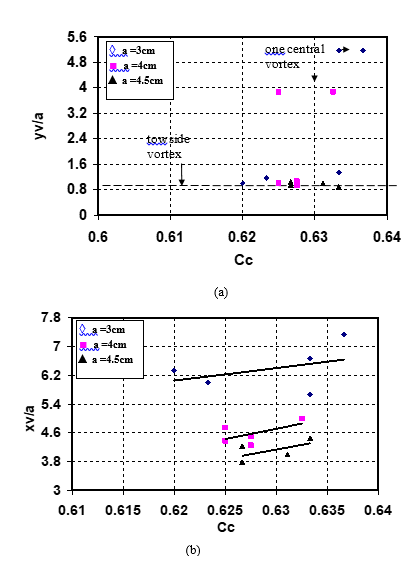 5.6
a =3cm
a =4cm
a =4.5cm
one central
vortex
4.8
4
3.2
2.4
1.6
0.8
0
tow side
vortex
yv/a
0.6 0.61 0.62 0.63 0.64
Cc
(a)
7.8
a =3cm
a =4cm
a =4.5cm
7
6.2
5.4
4.6
3.8
3
xv/a
0.61 0.615 0.62 0.625 0.63 0.635 0.64
Cc
(b)